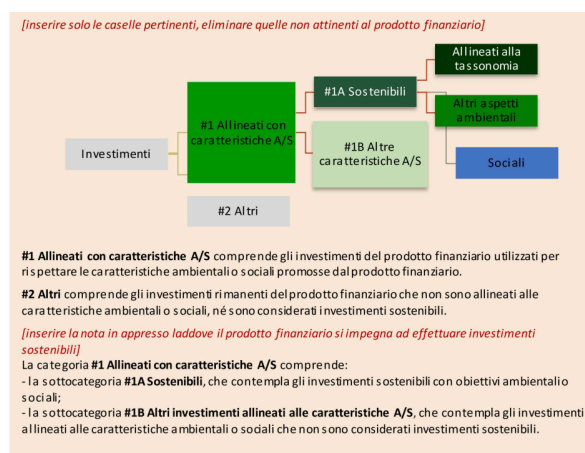 [inserire solo le caselle pertinenti, eliminare quelle non attinenti al prodotto finanziario]
Allineati alla
tassonomia
#1A Sostenibili
#1 Allineati con
caratteristiche A/S
Altri aspetti
ambientali
Investimenti
#1B Altre
caratteristiche A/S
Sociali
#2 Altri
#1 Allineati con caratteristiche A/S comprende gli investimenti del prodotto finanziario utilizzati per
rispettare le caratteristiche ambientali o sociali promosse dal prodotto finanziario.
#2 Altri comprende gli investimenti rimanenti del prodotto finanziario che non sono allineati alle
caratteristiche ambientali o sociali, né sono considerati investimenti sostenibili.
[inserire la nota in appresso laddove il prodotto finanziario si impegna ad effettuare investimenti
sostenibili]
La categoria #1 Allineati con caratteristiche A/S comprende:
- la sottocategoria #1A Sostenibili, che contempla gli investimenti sostenibili con obiettivi ambientali o
sociali;
- la sottocategoria #1B Altri investimenti allineati alle caratteristiche A/S, che contempla gli investimenti
allineati alle caratteristiche ambientali o sociali che non sono considerati investimenti sostenibili.